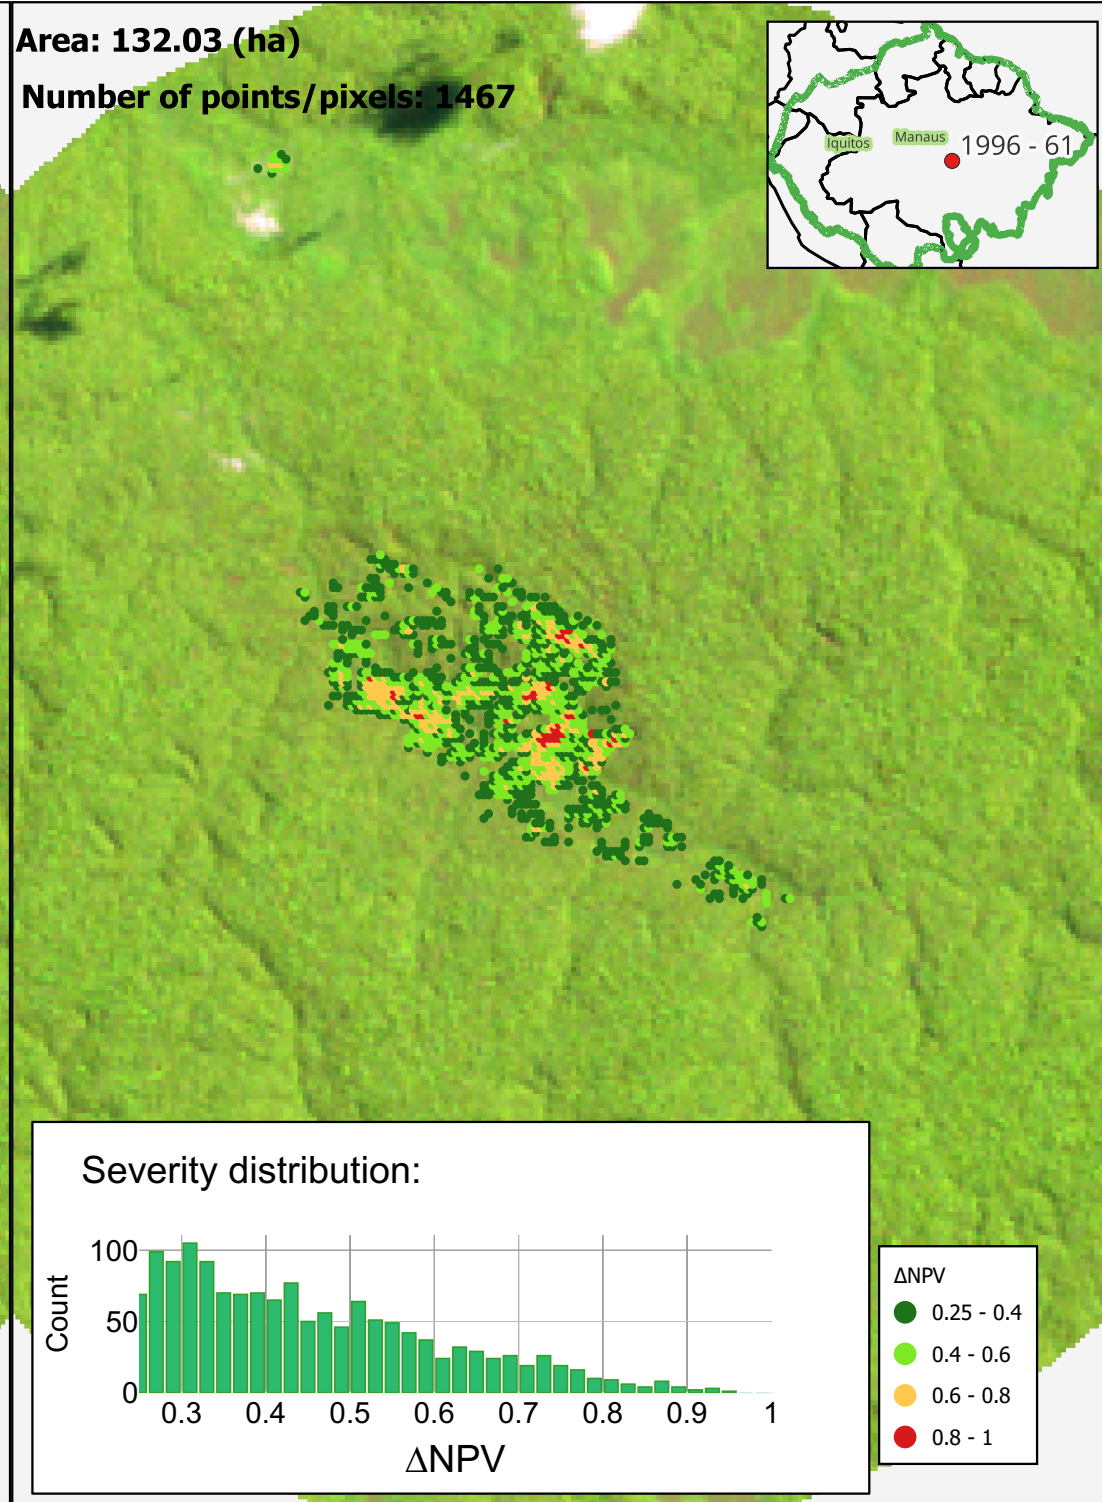 Area: 132.03 (ha)
Number of points/pixels: 1467
Iquitos
Manaus
1996 - 61
Severity distribution:
Count
100
50
0
0.3 0.4 0.5 0.6 0.7 0.8 0.9 1
ΔNPV
ΔNPV
0.25 - 0.4
0.4 - 0.6
0.6 - 0.8
0.8 - 1